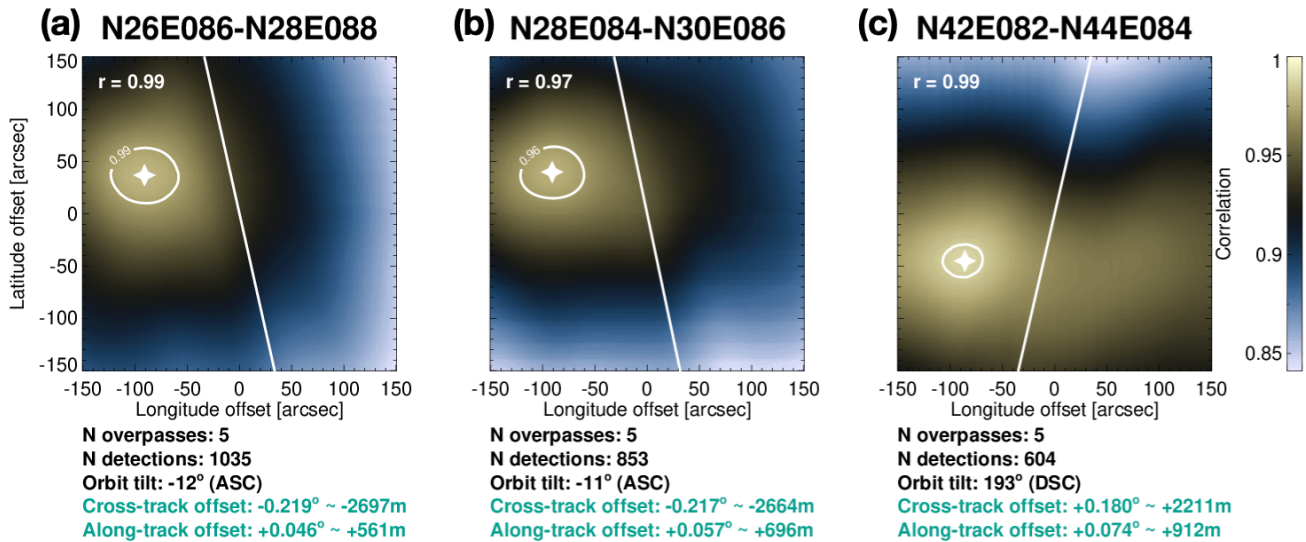 (a) N26E086-N28E088
(b) N28E084-N30E086
(c) N42E082-N44E084
Latitude offset [arcsec]
150
100
50
0
-50
-100
-150
r = 0.99
0.99
-150 -100 -50 0 50 100 150
Longitude offset [arcsec]
r = 0.97
0.96
-150 -100 -50 0 50 100 150
Longitude offset [arcsec]
r = 0.99
-150 -100 -50 0 50 100 150
Longitude offset [arcsec]
1
0.95
0.9
0.85
Correlation
N overpasses: 5
N detections: 1035
Orbit tilt: -12° (ASC)
Cross-track offset: -0.219° ~ -2697m
Along-track offset: +0.046° ~ +561m
N overpasses: 5
N detections: 853
Orbit tilt: -11° (ASC)
Cross-track offset: -0.217° ~ -2664m
Along-track offset: +0.057° ~ +696m
N overpasses: 5
N detections: 604
Orbit tilt: 193° (DSC)
Cross-track offset: +0.180° ~ +2211m
Along-track offset: +0.074° ~ +912m